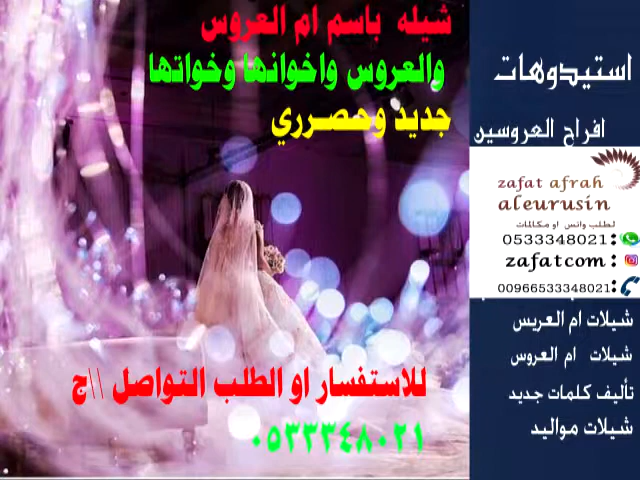 شيله باسم ام العروس
والعروس واخوانها وخواتها
جديد وحصرري
للاستفسار او الطلب التواصل \\ج
٠٥٣٣٣٤٨٠٢١
استيدوهات
افراح العروسين
zafat afrah
aleurusin
لطلب واتس او مكالمات
0533348021:
zafatcom:
00966533348021:
شيلات ام العريس
شيلات ام العروس
تأليف كلمات جديد
شيلات مواليد